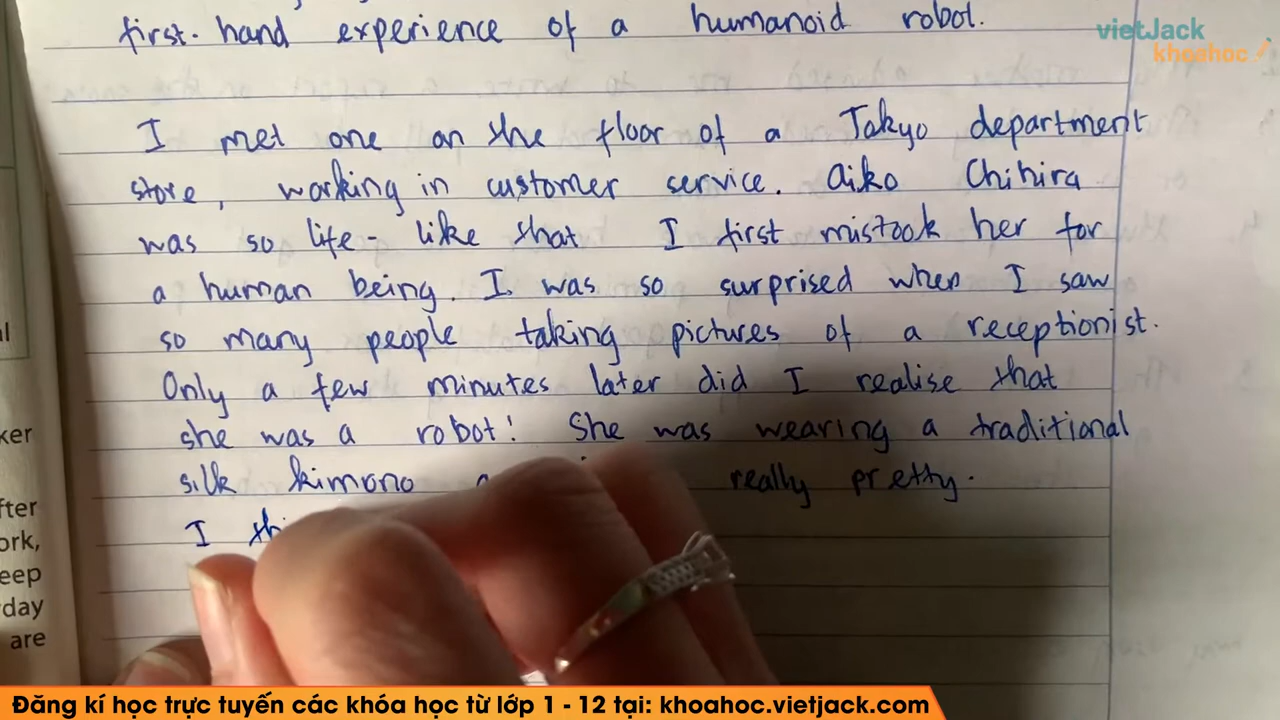 first-hand experience of a humanoid robot.
vietJack
khoahoc
I met one on the floor of a Tokyo department
store, working in customer service. Aiko Chihira
was so life-like that I first mistook her for
a human being. I was so surprised when I saw
so many people taking pictures of a receptionist.
Only a few minutes later did I realise that
she was a robot! She was wearing a traditional
silk kimono really pretty.
I thi
ker
fter
ork,
eep
day
are
Đăng kí học trực tuyến các khóa học từ lớp 1 - 12 tại: khoahoc.vietjack.com